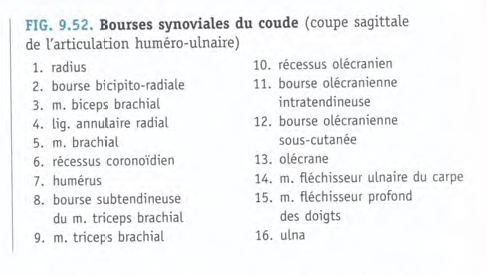 FIG. 9.52. Bourses synoviales du coude (coupe sagittale
de l'articulation huméro-ulnaire)
1. radius
2. bourse bicipito-radiale
3. m. biceps brachial
4. lig. annulaire radial
5. m. brachial
6. récessus coronoïdien
7. humérus
8. bourse subtendineuse
du m. triceps brachial
9. m. triceps brachial
10. récessus olécranien
11. bourse olécranienne
intratendineuse
12. bourse olécranienne
sous-cutanée
13. olécrane
14. m. fléchisseur ulnaire du carpe
15. m. fléchisseur profond
des doigts
16. ulna